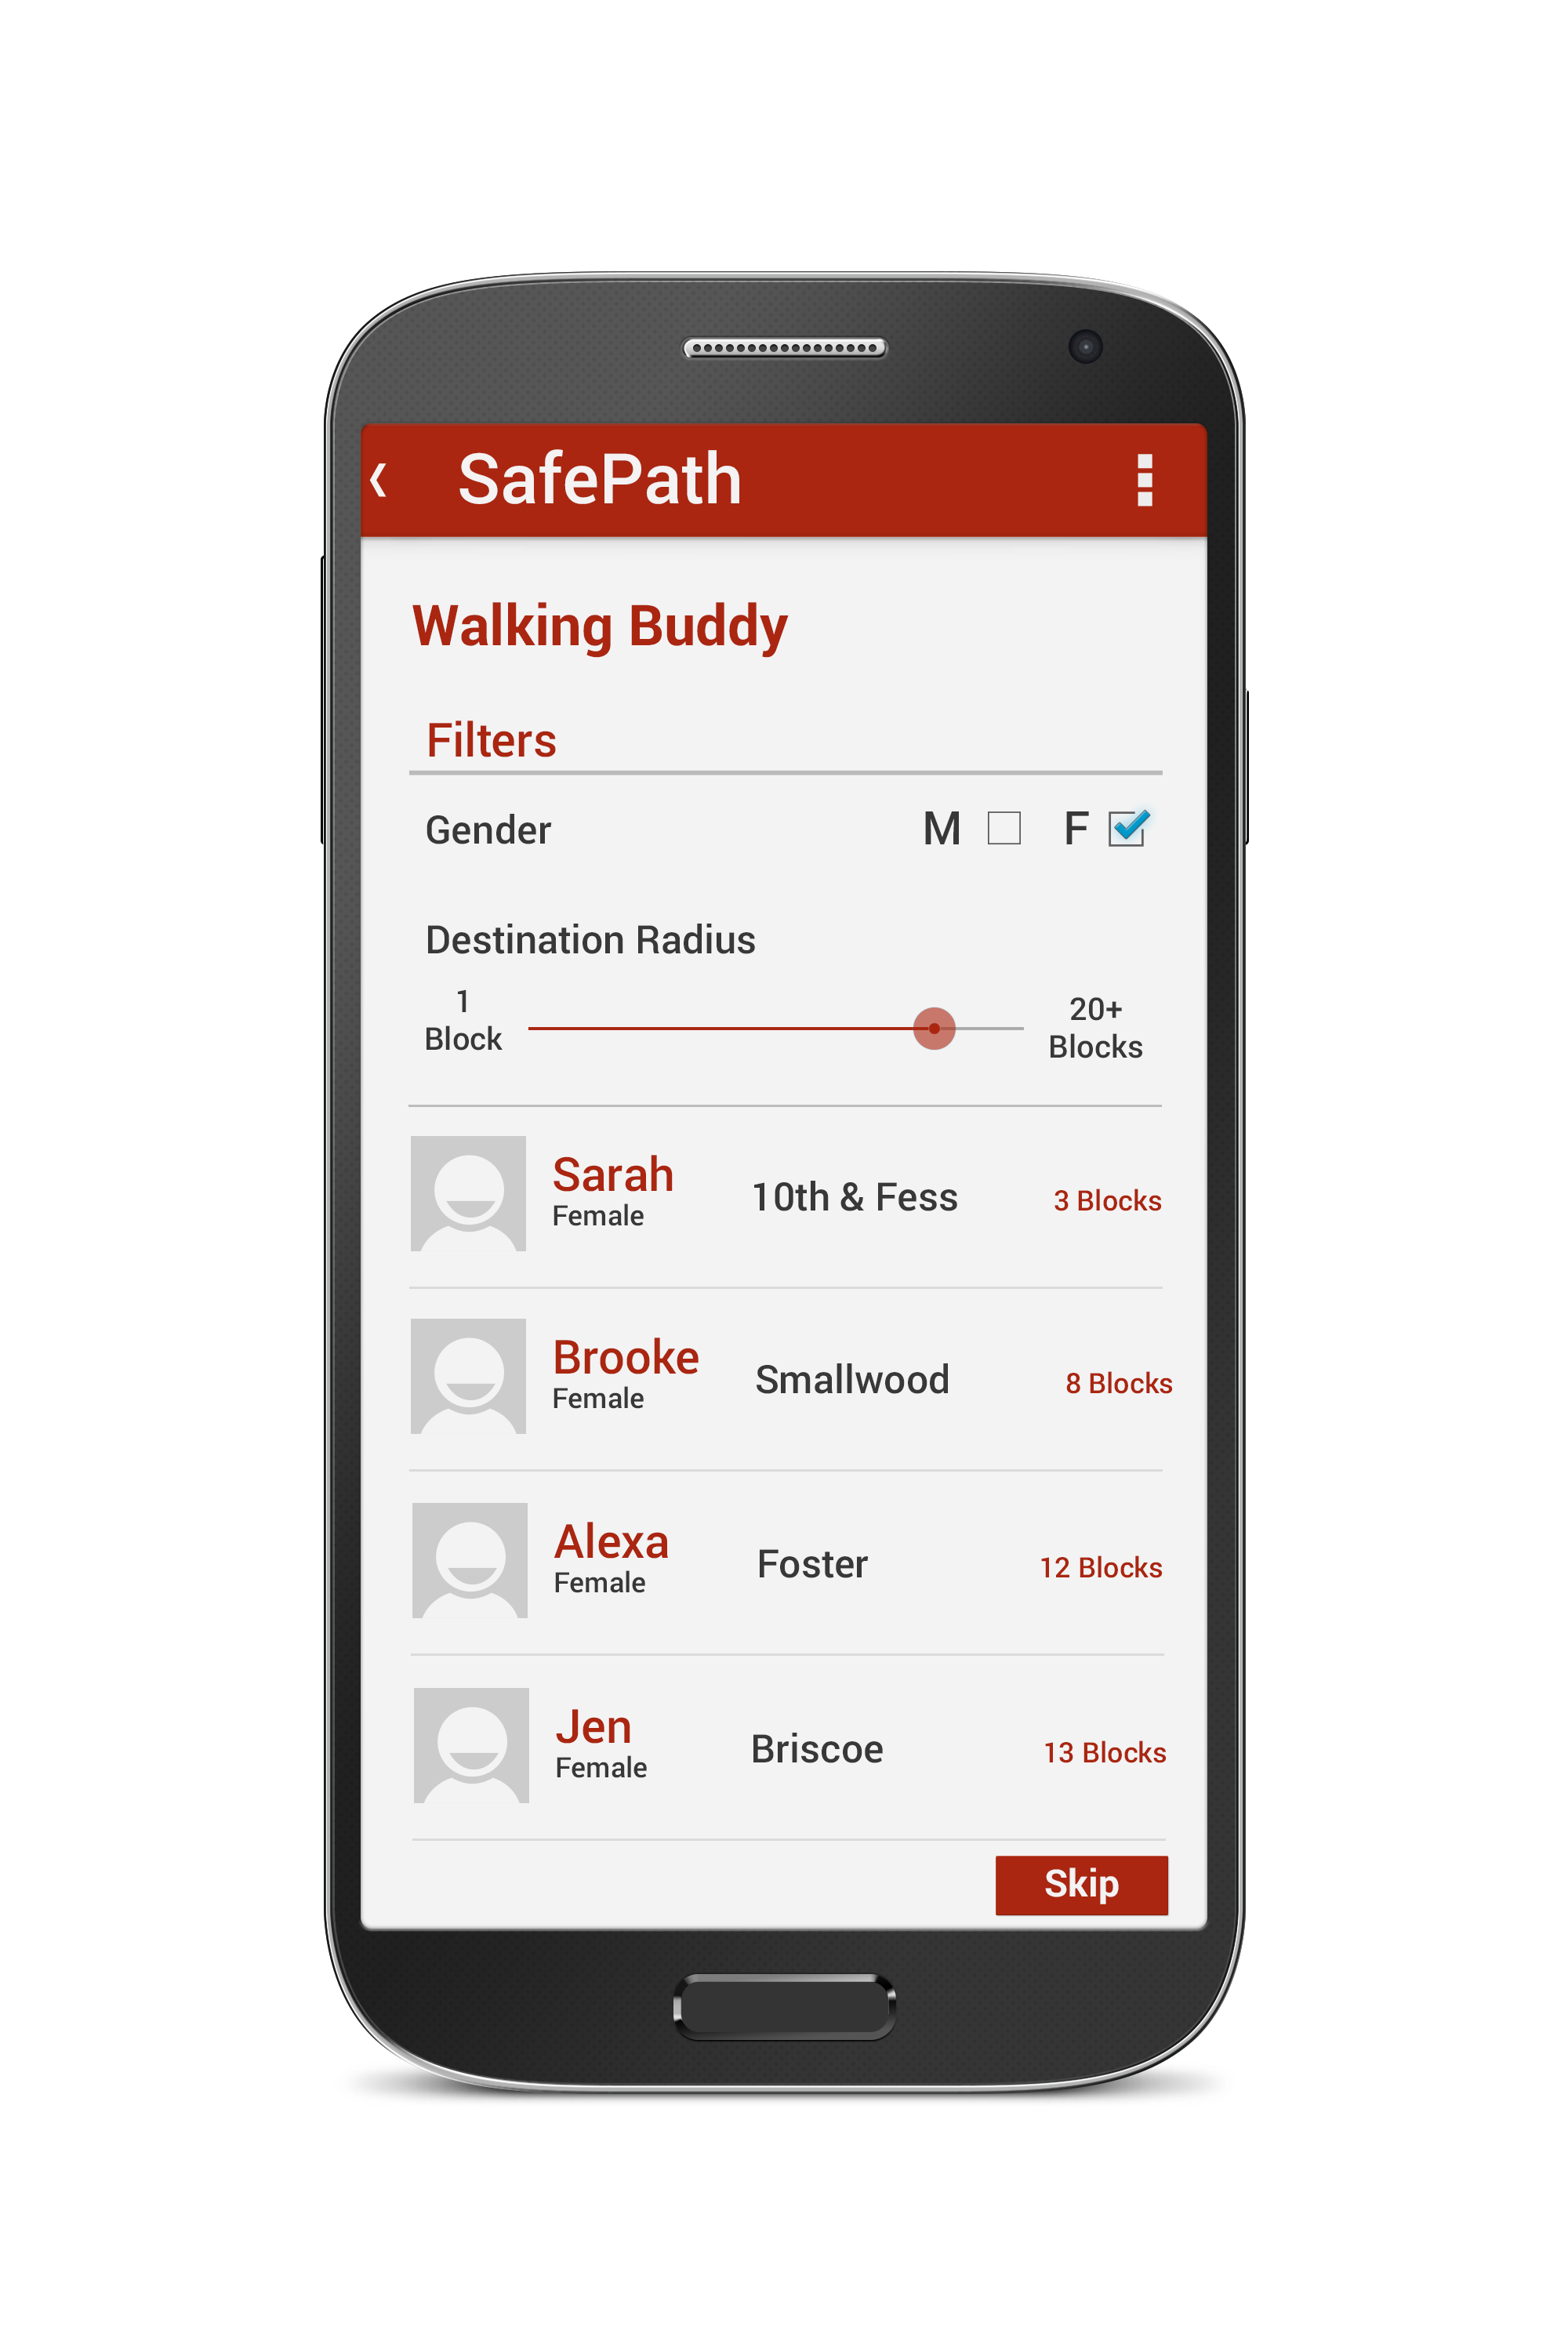 SafePath
Walking Buddy
Filters
Gender M F
Destination Radius
1
Block
20+
Blocks
Sarah
Female
10th & Fess
3 Blocks
Brooke
Female
Smallwood
8 Blocks
Alexa
Female
Foster
12 Blocks
Jen
Female
Briscoe
13 Blocks
Skip